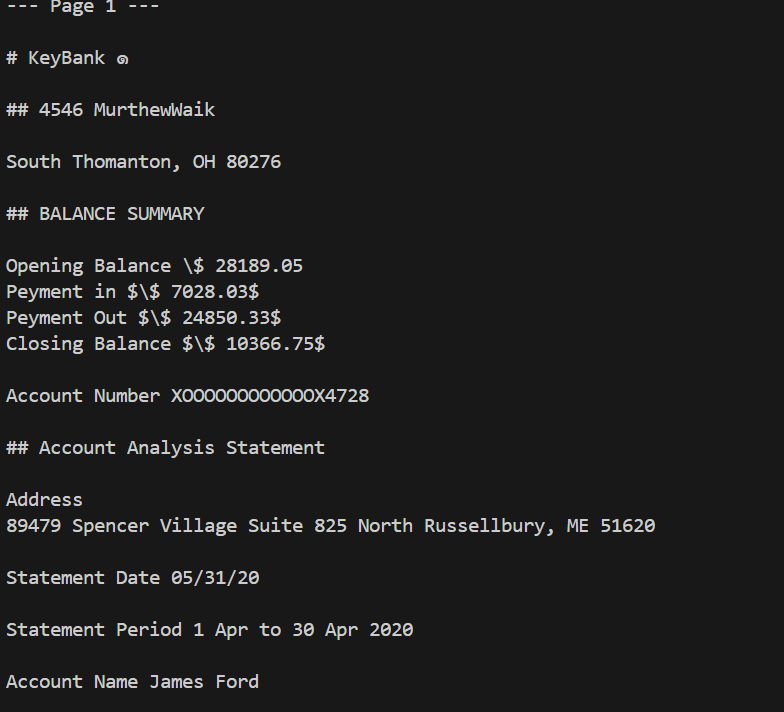 --- Page 1 ---
# KeyBank ๑
## 4546 MurthewWaik
South Thomanton, OH 80276
## BALANCE SUMMARY
Opening Balance \$ 28189.05
Peyment in $\$ 7028.03$
Peyment Out $\$ 24850.33$
Closing Balance $\$ 10366.75$
Account Number XOOOOOOOOOOOOX4728
## Account Analysis Statement
Address
89479 Spencer Village Suite 825 North Russellbury, ME 51620
Statement Date 05/31/20
Statement Period 1 Apr to 30 Apr 2020
Account Name James Ford